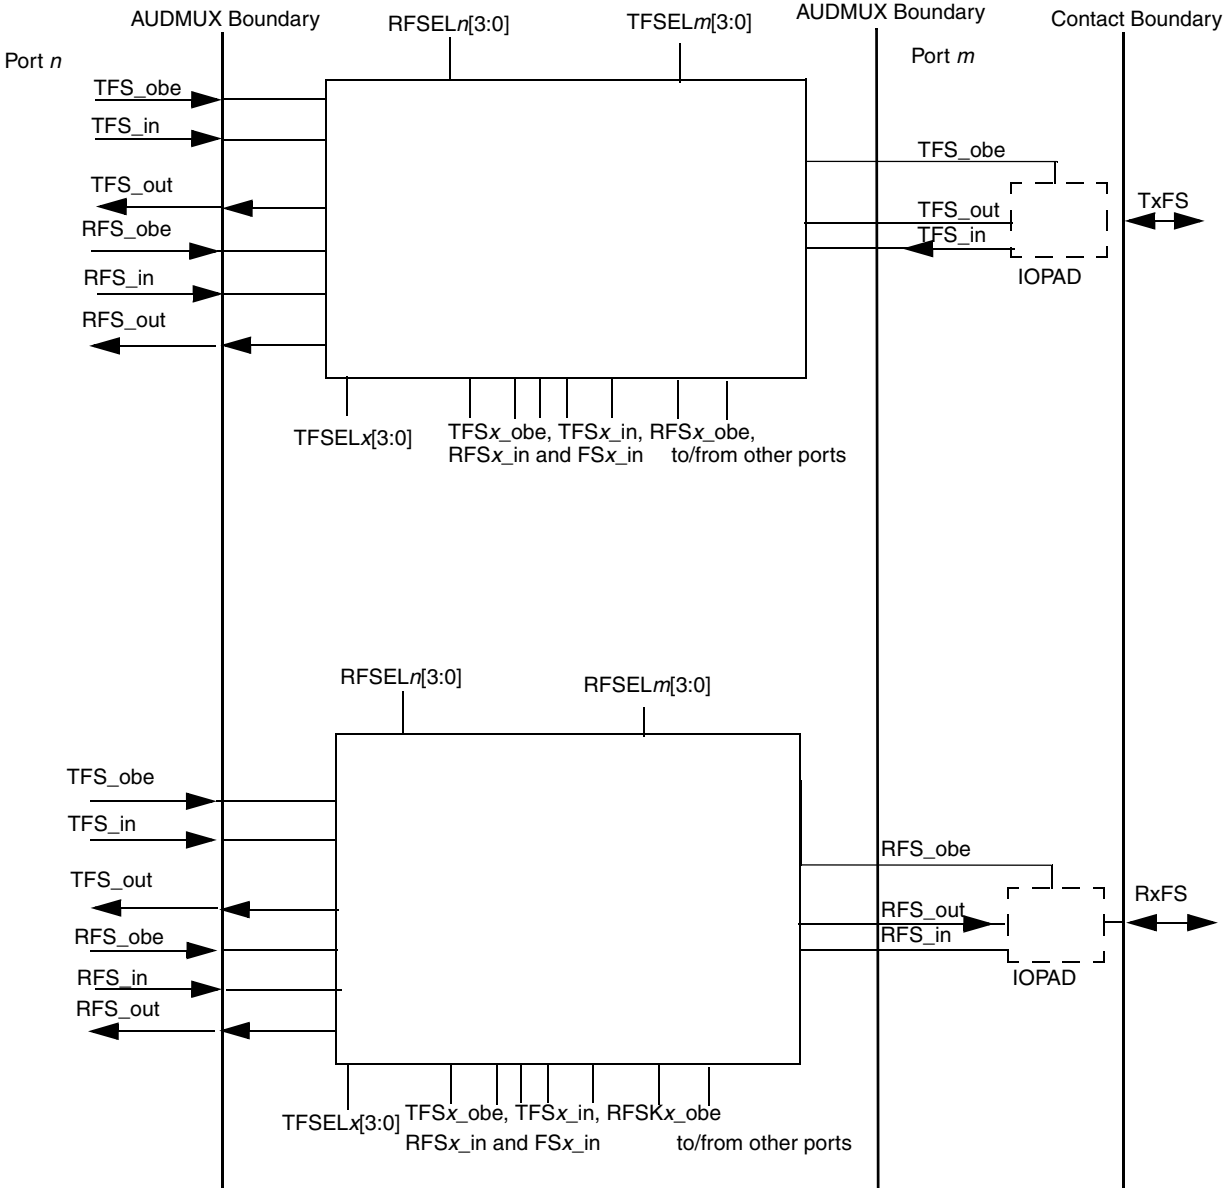 AUDMUX Boundary
RFSELn[3:0]
TFSELm[3:0]
AUDMUX Boundary
Contact Boundary
Port n
Port m
TFS_obe
TFS_in
TFS_out
RFS_obe
RFS_in
RFS_out
TFS_obe
TFS_out
TFS_in
TxFS
IOPAD
TFSELx[3:0]
TFSx_obe, TFSx_in, RFSx_obe,
RFSx_in and FSx_in to/from other ports
RFSELn[3:0]
RFSELm[3:0]
TFS_obe
TFS_in
TFS_out
RFS_obe
RFS_in
RFS_out
RFS_obe
RFS_out
RFS_in
RxFS
IOPAD
TFSELx[3:0]
TFSx_obe, TFSx_in, RFSKx_obe
RFSx_in and FSx_in to/from other ports